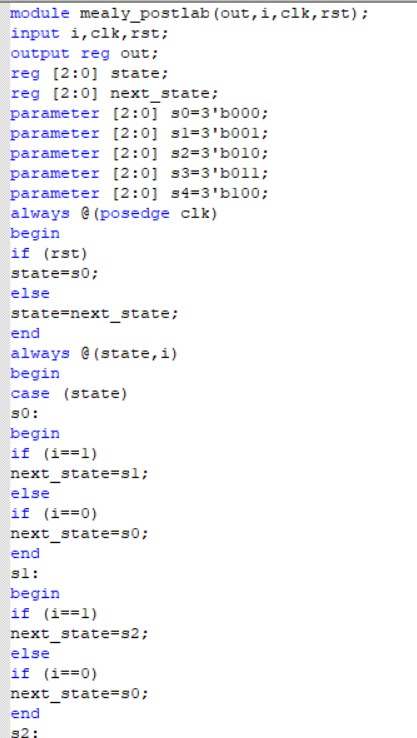 module mealy_postlab(out,i,clk,rst);
input i,clk,rst;
output reg out;
reg [2:0] state;
reg [2:0] next_state;
parameter [2:0] s0=3'b000;
parameter [2:0] s1=3'b001;
parameter [2:0] s2=3'b010;
parameter [2:0] s3=3'b011;
parameter [2:0] s4=3'b100;
always @(posedge clk)
begin
if (rst)
state=s0;
else
state=next_state;
end
always @(state,i)
begin
case (state)
s0:
begin
if (i==1)
next_state=s1;
else
if (i==0)
next_state=s0;
end
s1:
begin
if (i==1)
next_state=s2;
else
if (i==0)
next_state=s0;
end
s2: